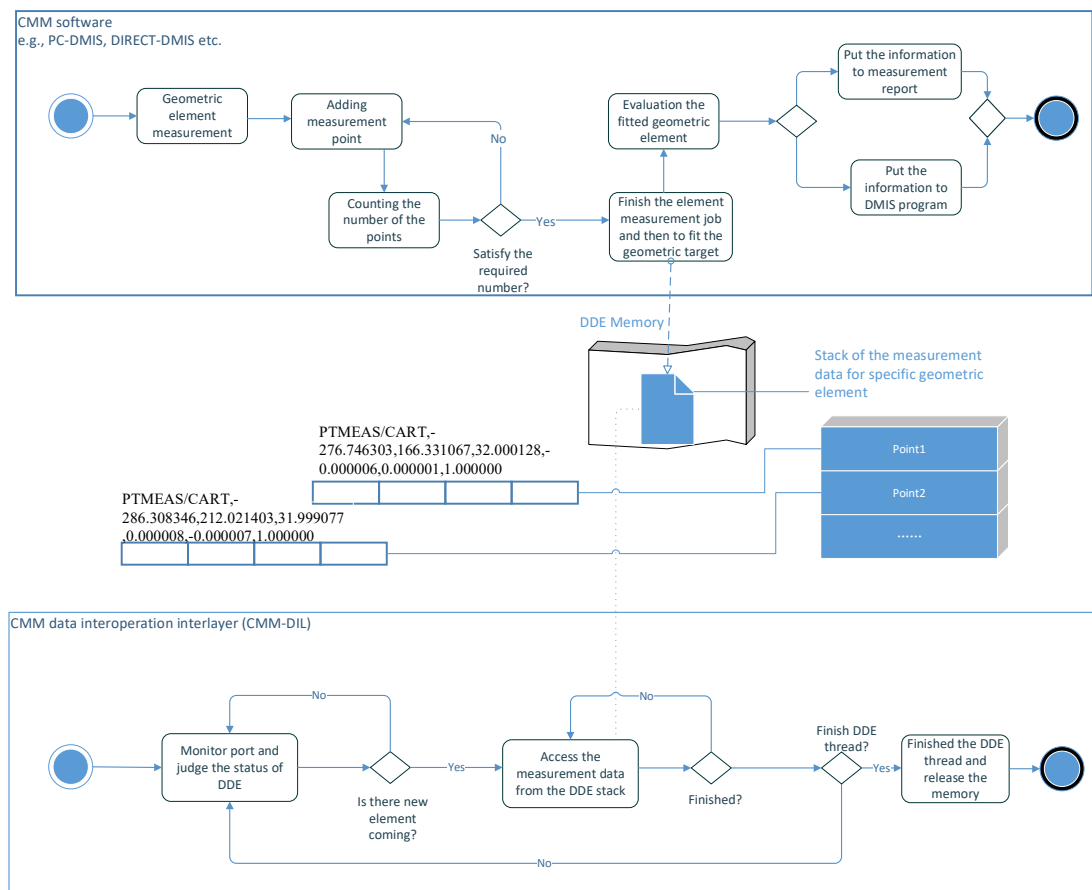 CMM software
e.g., PC-DMIS, DIRECT-DMIS etc.
Geometric
element
measurement
Adding
measurement
point
No
Counting the
number of the
points
Satisfy the
required
number?
Yes
Evaluation the
fitted geometric
element
Finish the element
measurement job
and then to fit the
geometric target
Put the information
to measurement
report
Put the
information to
DMIS program
DDE Memory
Stack of the measurement
data for specific geometric
element
PTMEAS/CART,-
276.746303,166.331067,32.000128,-
0.000006,0.000001,1.000000
PTMEAS/CART,-
286.308346,212.021403,31.999077
,0.000008,-0.000007,1.000000
Point1
Point2
......
CMM data interoperation interlayer (CMM-DIL)
No
Monitor port and
judge the status of
DDE
Is there new
element
coming?
Yes
No
Access the
measurement data
from the DDE stack
Finished?
Finish DDE
thread?
Yes
Finished the DDE
thread and
release the
memory
No